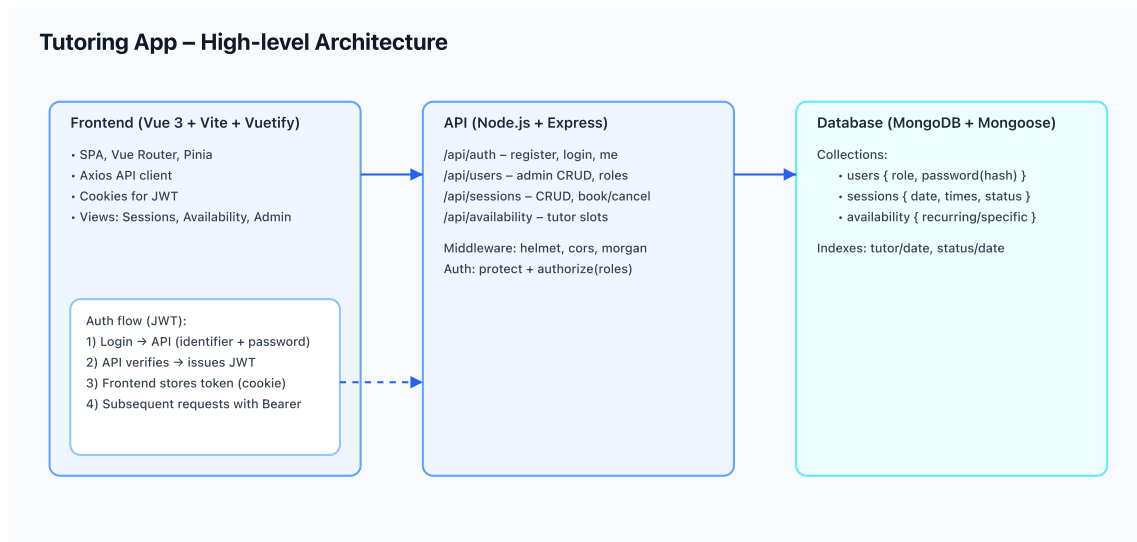 Tutoring App – High-level Architecture
Frontend (Vue 3 + Vite + Vuetify)
• SPA, Vue Router, Pinia
• Axios API client
• Cookies for JWT
• Views: Sessions, Availability, Admin
Auth flow (JWT):
1) Login → API (identifier + password)
2) API verifies → issues JWT
3) Frontend stores token (cookie)
4) Subsequent requests with Bearer
API (Node.js + Express)
/api/auth – register, login, me
/api/users – admin CRUD, roles
/api/sessions – CRUD, book/cancel
/api/availability – tutor slots
Middleware: helmet, cors, morgan
Auth: protect + authorize(roles)
Database (MongoDB + Mongoose)
Collections:
• users { role, password(hash) }
• sessions { date, times, status }
• availability { recurring/specific }
Indexes: tutor/date, status/date